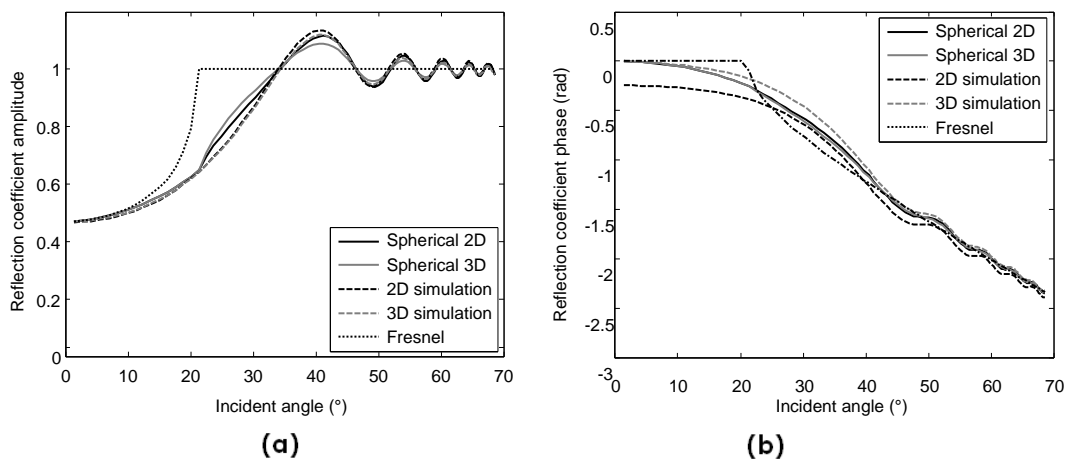 Reflection coefficient amplitude
1
0.8
0.6
0.4
0.2
0
0 10 20 30 40 50 60 70
Incident angle (°)
Spherical 2D
Spherical 3D
2D simulation
3D simulation
Fresnel
(a)
Reflection coefficient phase (rad)
0.5
0
-0.5
-1
-1.5
-2
-2.5
-3
0 10 20 30 40 50 60 70
Incident angle (°)
Spherical 2D
Spherical 3D
2D simulation
3D simulation
Fresnel
(b)